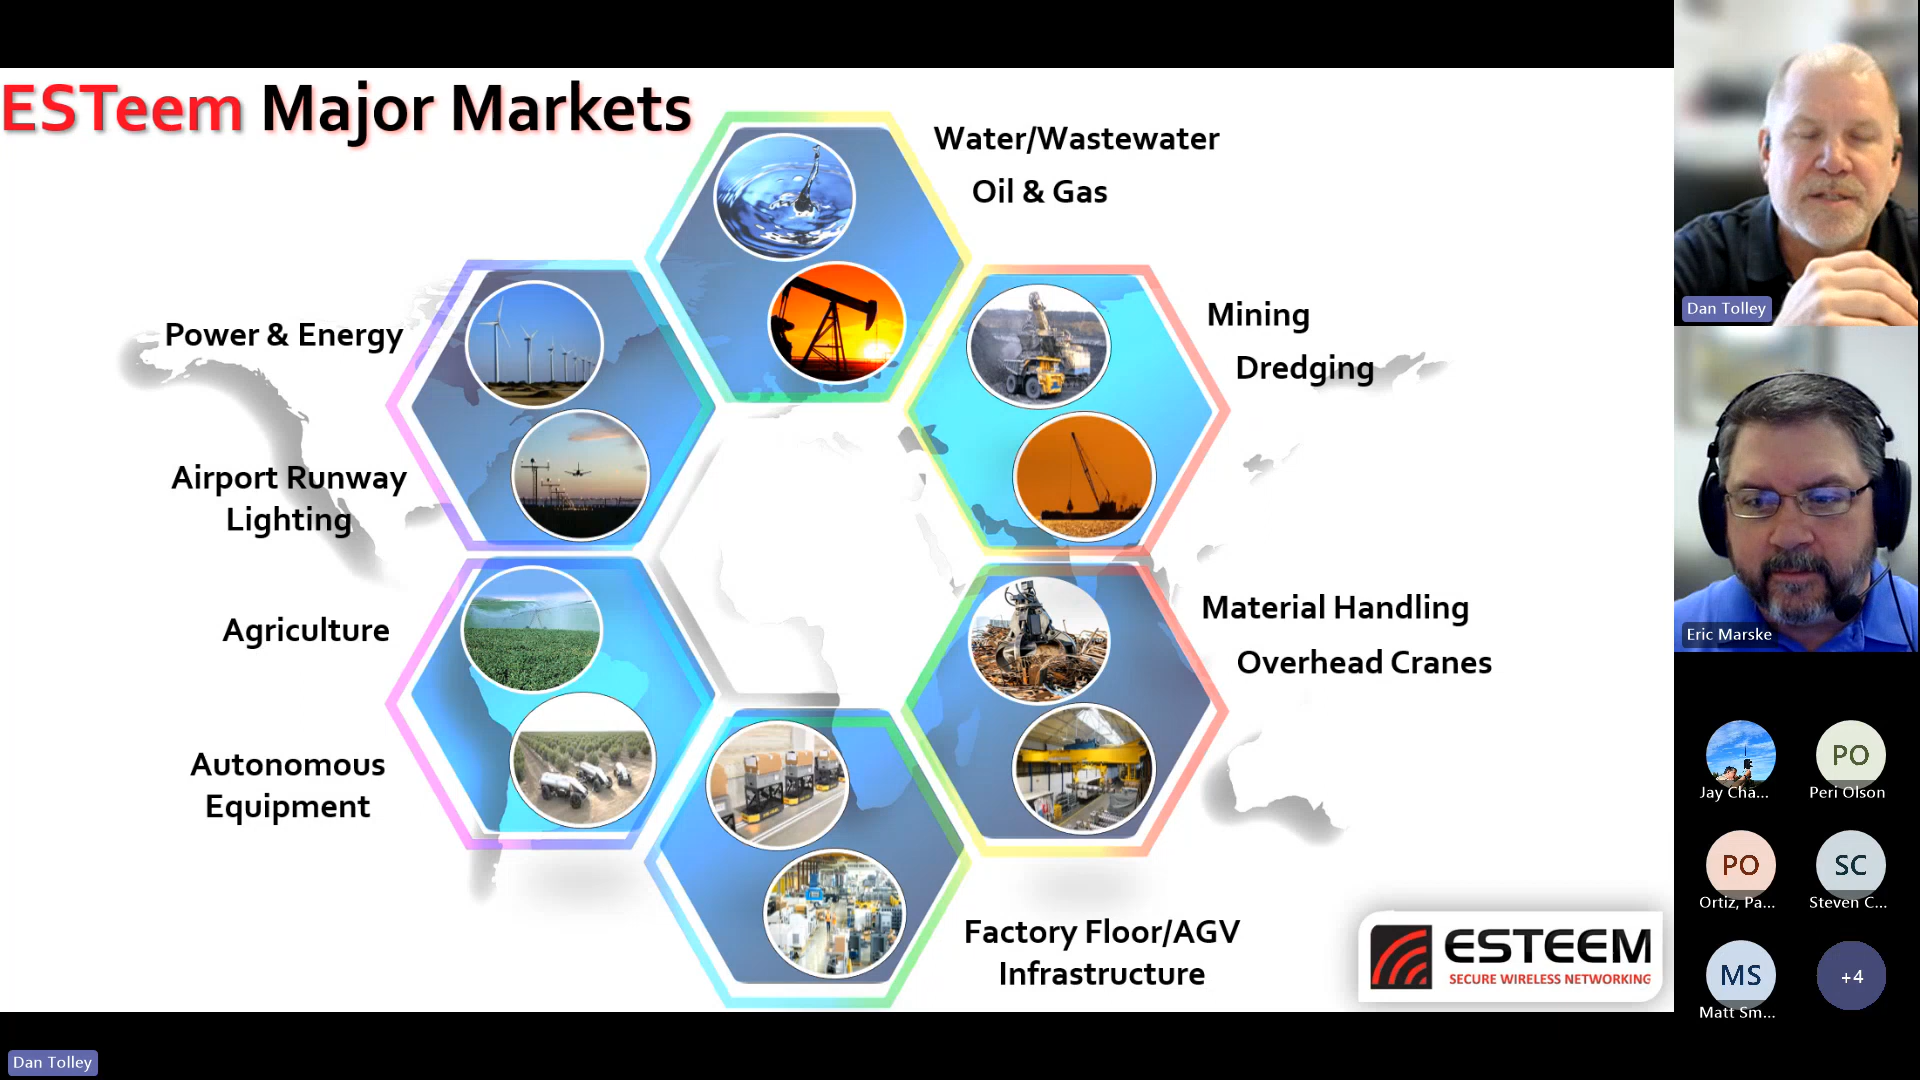 ESTeem Major Markets
Water/Wastewater
Oil & Gas
Power & Energy
Mining
Dredging
Airport Runway
Lighting
Agriculture
Material Handling
Overhead Cranes
Autonomous
Equipment
Factory Floor/AGV
Infrastructure
ESTEEM
SECURE WIRELESS NETWORKING
Dan Tolley
Eric Marske
Jay Cha...
PO
Peri Olson
PO
Ortiz, Pa...
SC
Steven C...
MS
Matt Sm...
+4
Dan Tolley